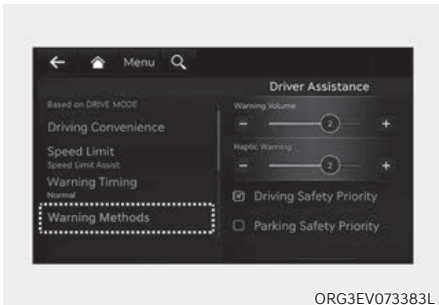 Menu
Driver Assistance
Based on DRIVE MODE
Driving Convenience
Speed Limit
Speed Limit Assist
Warning Timing
Normal
Warning Methods
Warning Volume
- 2 +
Haptic Warning
- 2 +
Driving Safety Priority
Parking Safety Priority
ORG3EV073383L